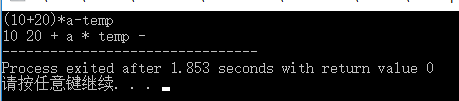 (10+20)*a-temp
10 20 + a * temp -
--------------------------------
Process exited after 1.853 seconds with return value 0
请按任意键继续. . .